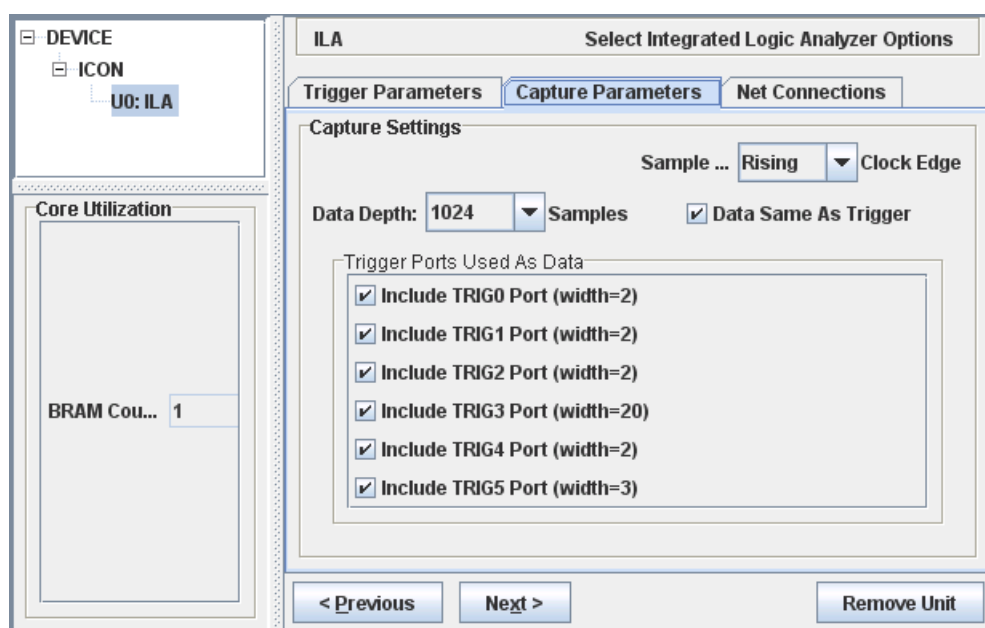 DEVICE
ICON
U0: ILA
Core Utilization
BRAM Cou... 1
ILA Select Integrated Logic Analyzer Options
Trigger Parameters Capture Parameters Net Connections
Capture Settings
Sample ... Rising Clock Edge
Data Depth: 1024 Samples Data Same As Trigger
Trigger Ports Used As Data
Include TRIG0 Port (width=2)
Include TRIG1 Port (width=2)
Include TRIG2 Port (width=2)
Include TRIG3 Port (width=20)
Include TRIG4 Port (width=2)
Include TRIG5 Port (width=3)
< Previous Next > Remove Unit